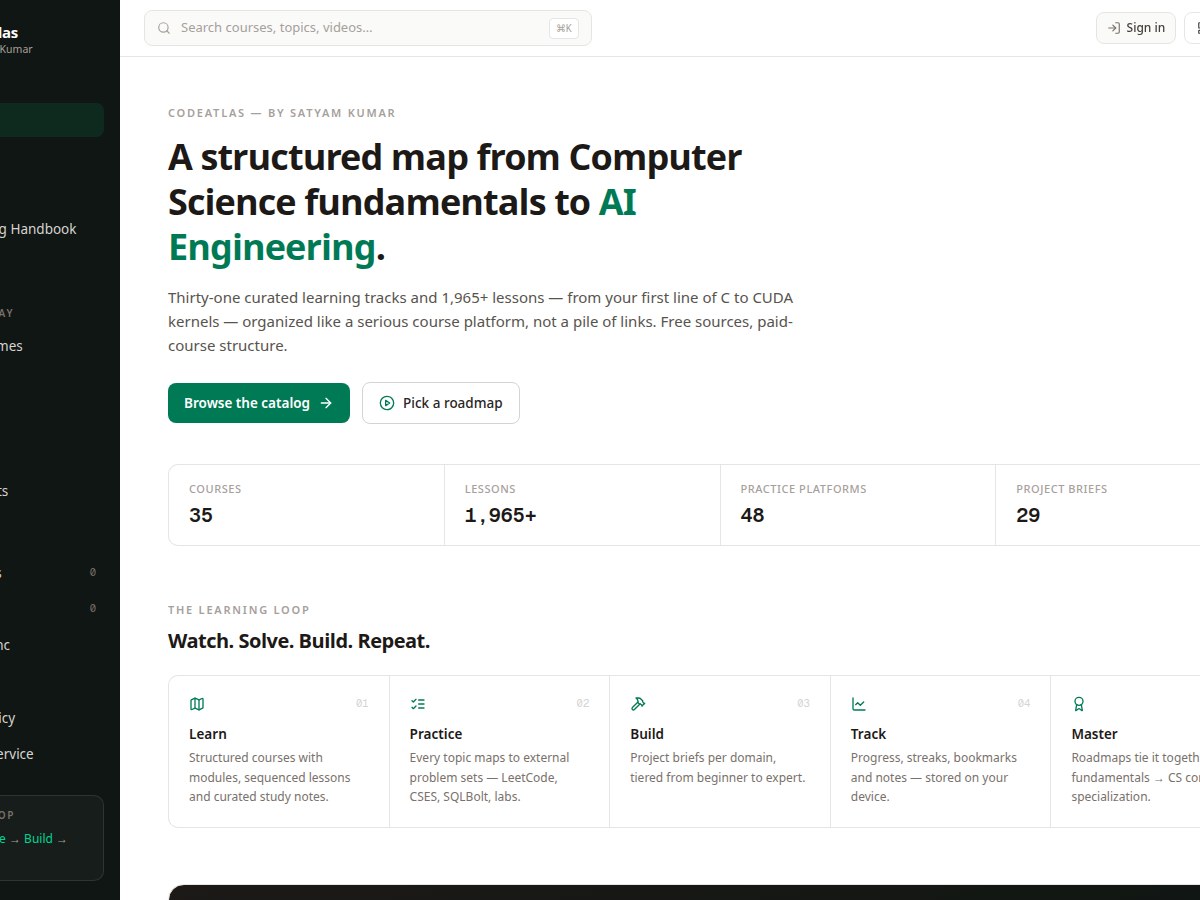 las
Kumar
g Handbook
AY
mes
ts
s 0
0
nc
icy
ervice
OP
e → Build →
Search courses, topics, videos... ⌘K
Sign in
CODEATLAS — BY SATYAM KUMAR
A structured map from Computer
Science fundamentals to AI
Engineering.
Thirty-one curated learning tracks and 1,965+ lessons — from your first line of C to CUDA
kernels — organized like a serious course platform, not a pile of links. Free sources, paid-
course structure.
Browse the catalog →
Pick a roadmap
COURSES
35
LESSONS
1,965+
PRACTICE PLATFORMS
48
PROJECT BRIEFS
29
THE LEARNING LOOP
Watch. Solve. Build. Repeat.
01
Learn
Structured courses with
modules, sequenced lessons
and curated study notes.
02
Practice
Every topic maps to external
problem sets — LeetCode,
CSES, SQLBolt, labs.
03
Build
Project briefs per domain,
tiered from beginner to expert.
04
Track
Progress, streaks, bookmarks
and notes — stored on your
device.
Master
Roadmaps tie it togeth
fundamentals → CS co
specialization.